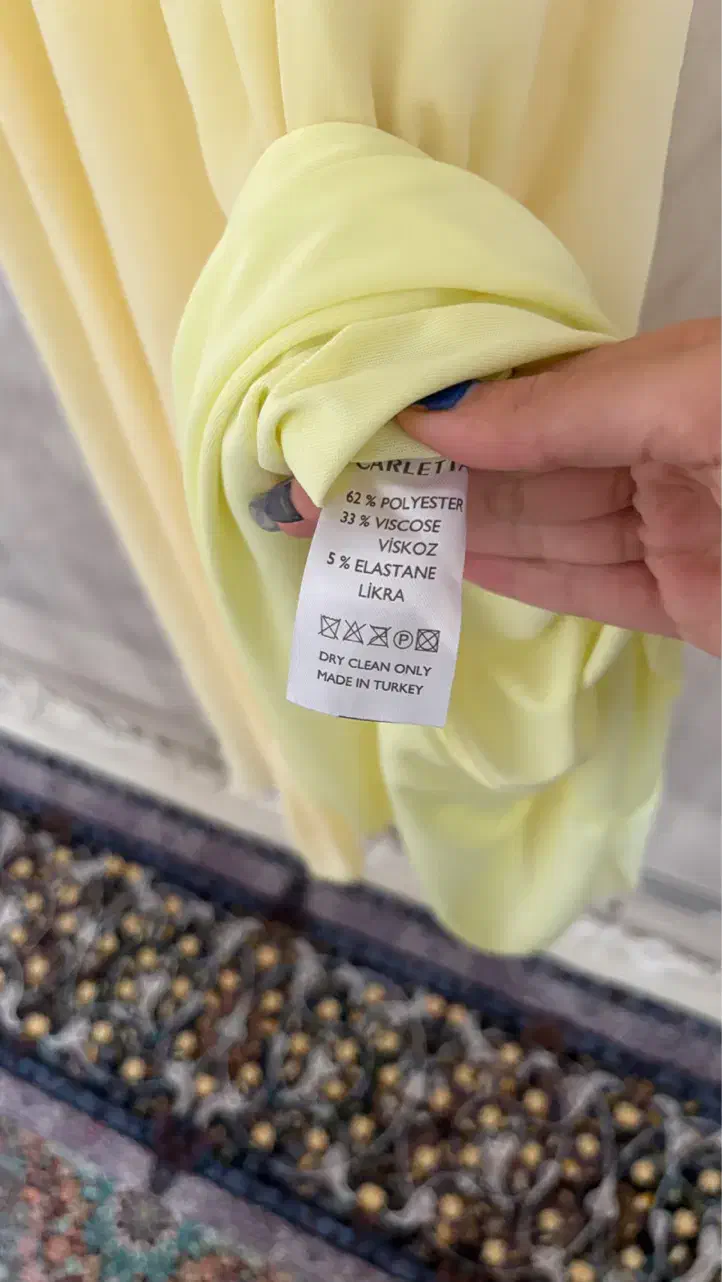 62 % POLYESTER
33 % VISCOSE
VİSKOZ
5 % ELASTANE
LİKRA
DRY CLEAN ONLY
MADE IN TURKEY